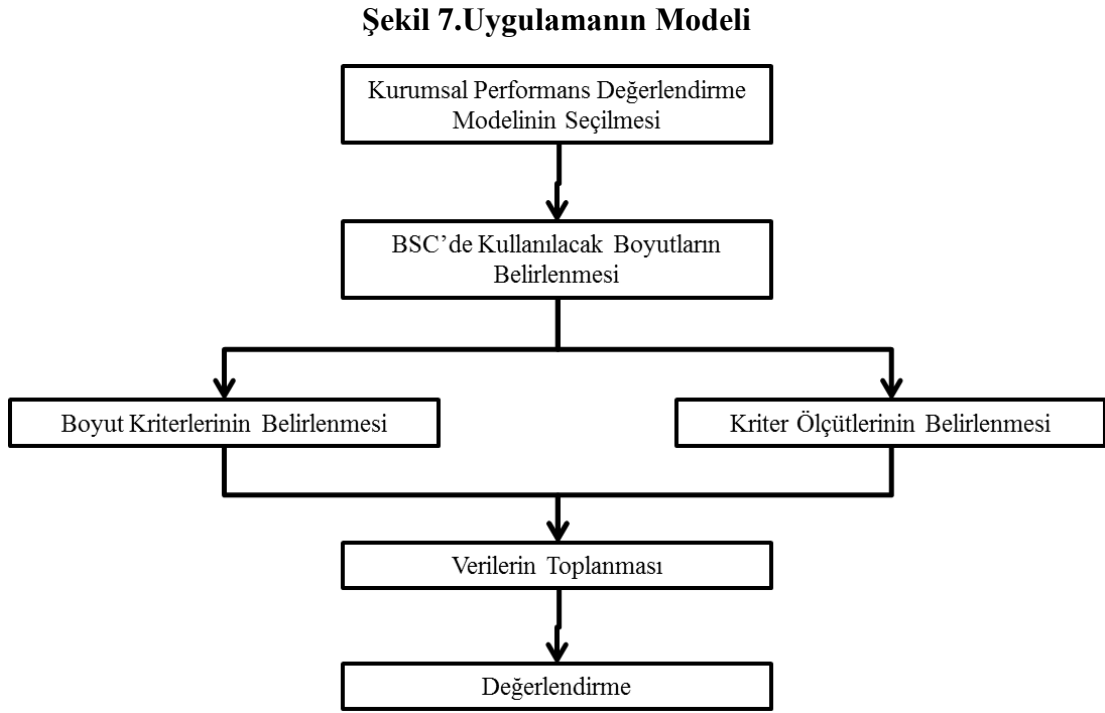 Şekil 7.Uygulamanın Modeli
Kurumsal Performans Değerlendirme
Modelinin Seçilmesi
BSC’de Kullanılacak Boyutların
Belirlenmesi
Boyut Kriterlerinin Belirlenmesi
Kriter Ölçütlerinin Belirlenmesi
Verilerin Toplanması
Değerlendirme